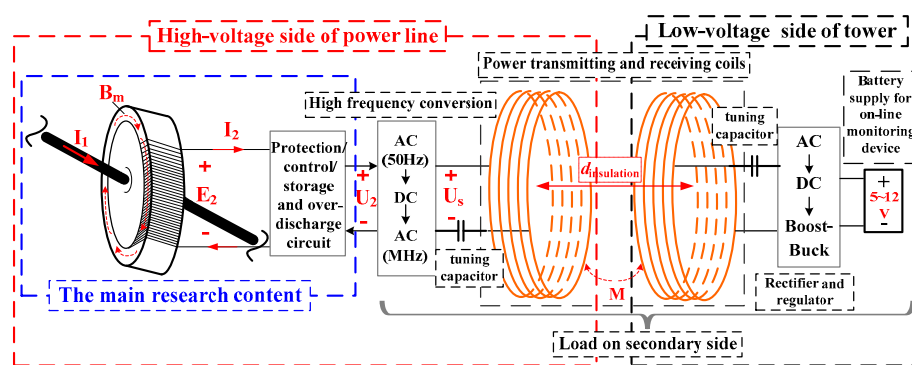 High-voltage side of power line
Low-voltage side of tower
Power transmitting and receiving coils
Battery
supply for
on-line
monitoring
device
High frequency conversion
tuning
capacitor
Bm
I1
I2
+
E2
-
Protection/
control/
storage
and over-
discharge
circuit
+
U2
-
AC
(50Hz)
DC
AC
(MHz)
+
Us
-
tuning
capacitor
dinsulation
M
AC
DC
Boost-
Buck
+
5~12
V
-
Rectifier and
regulator
The main research content
Load on secondary side